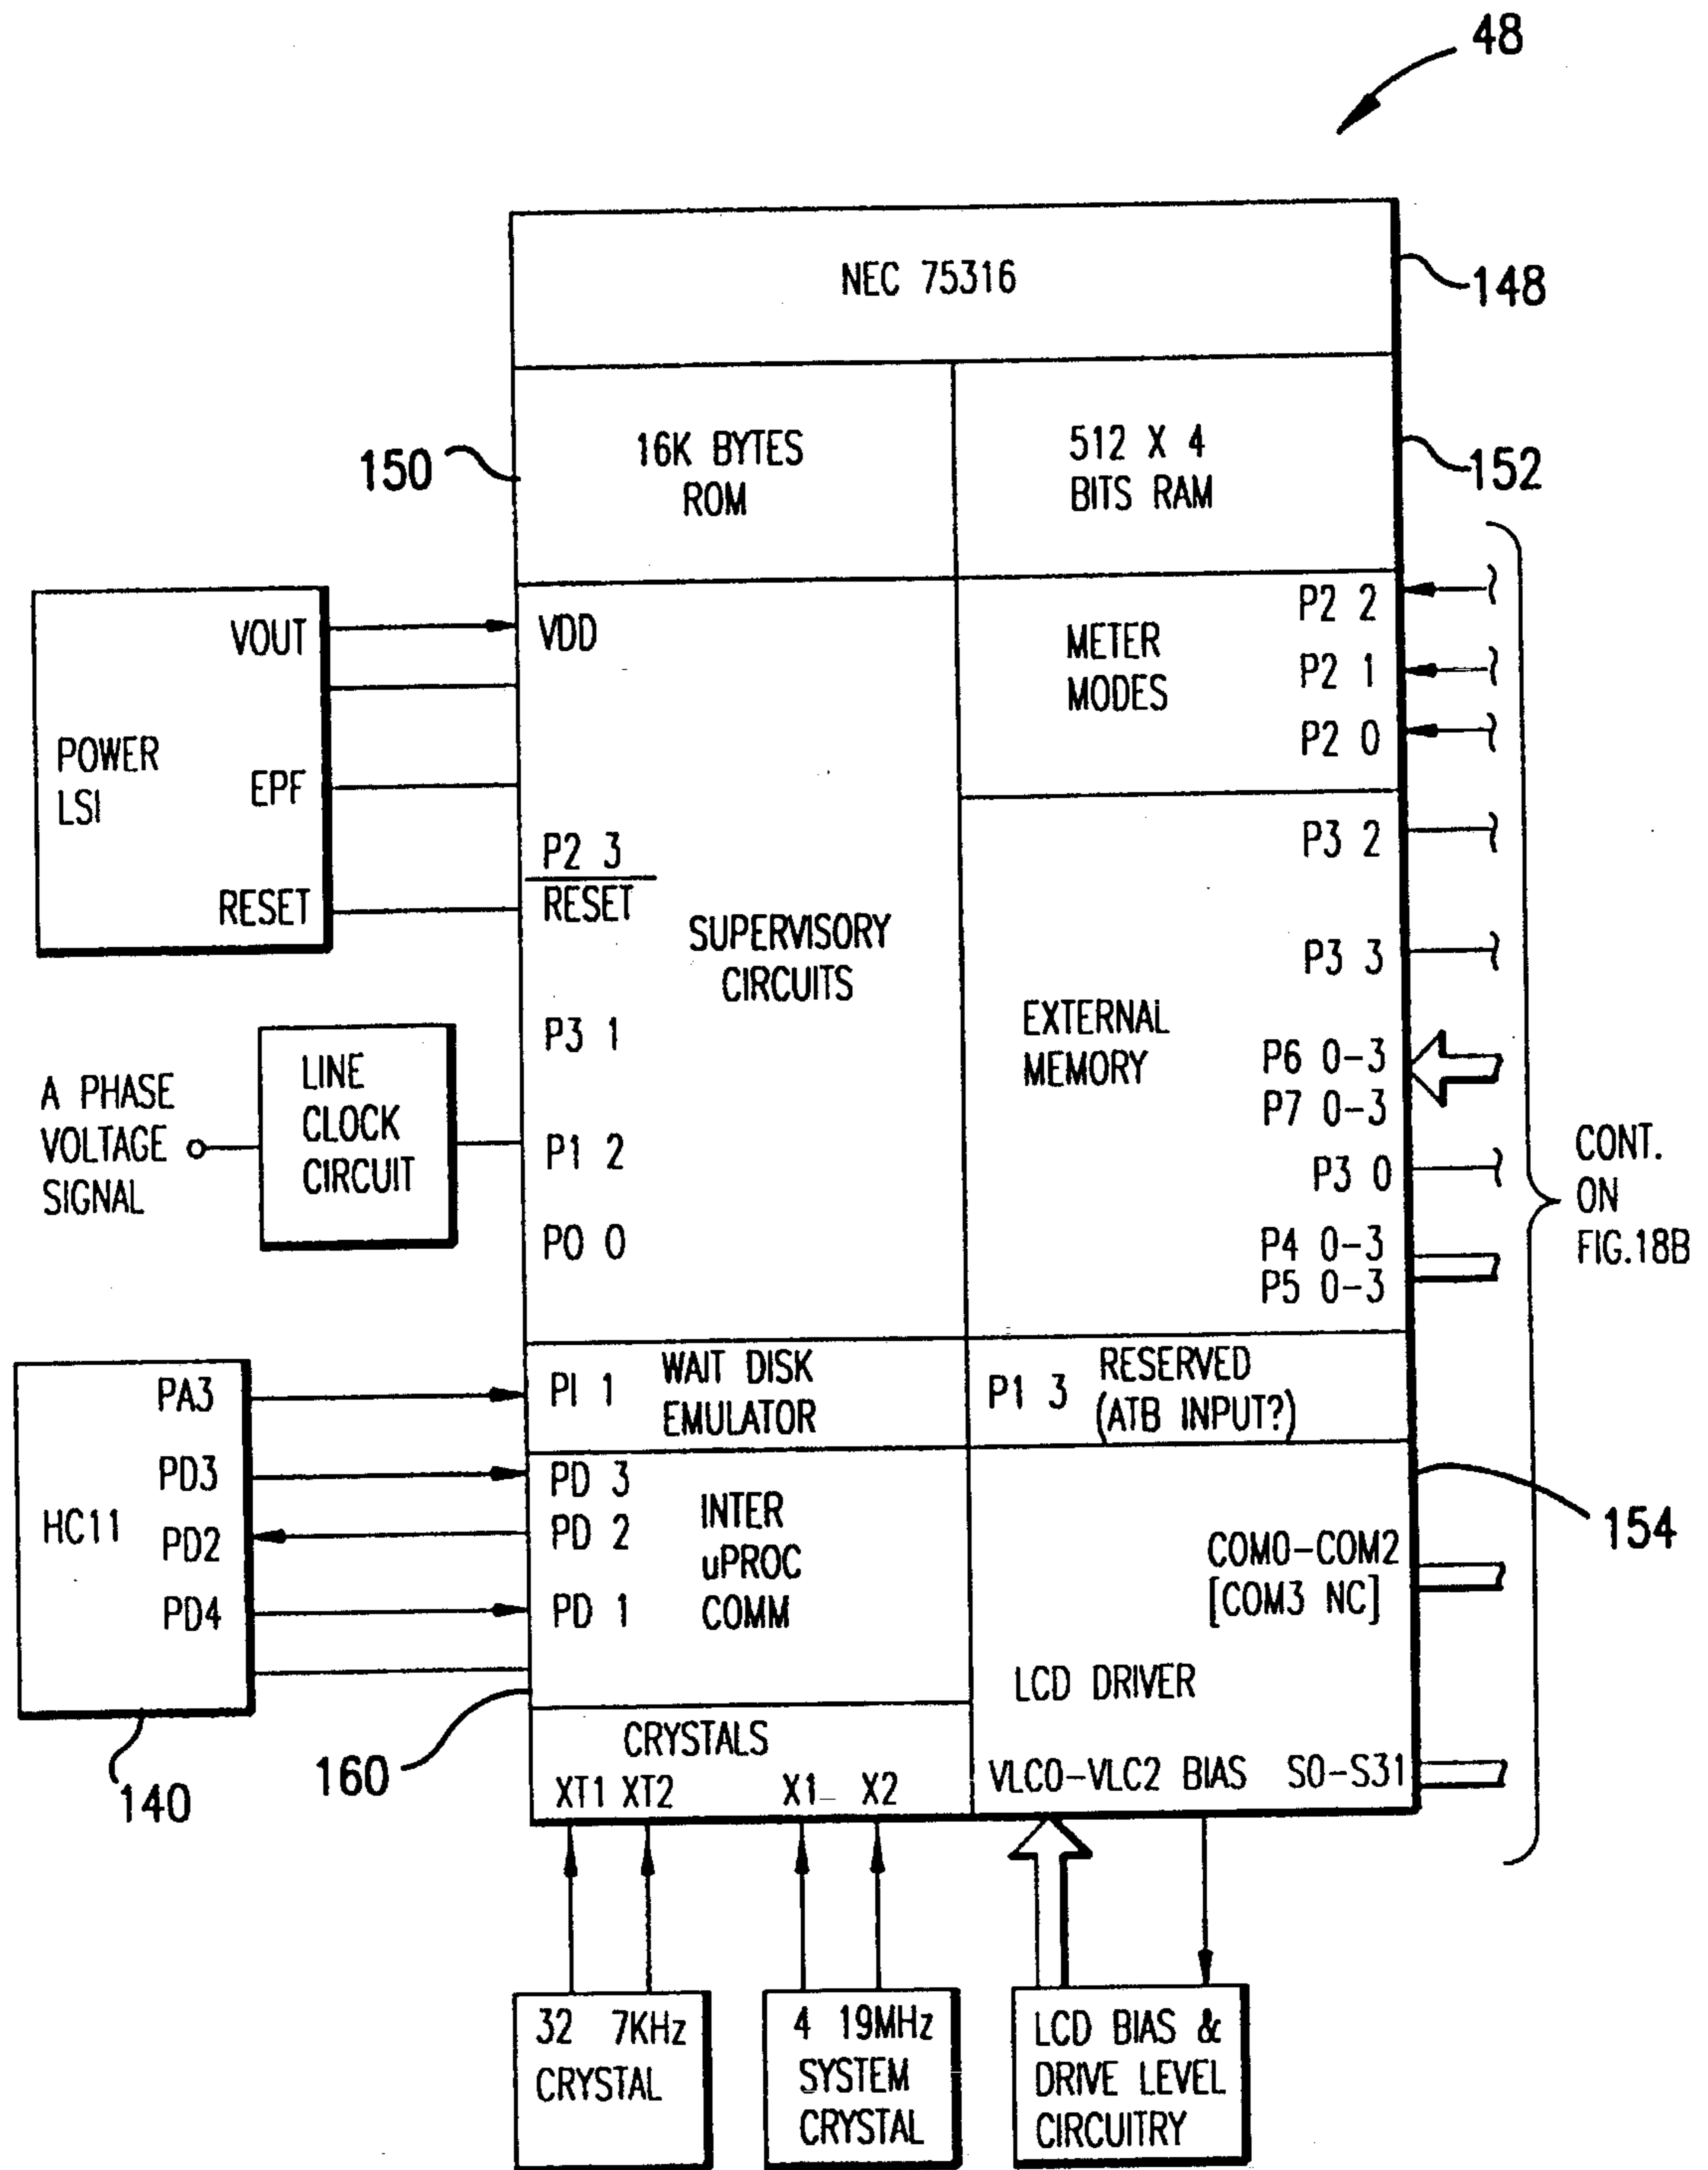 48
NEC 75316
148
150
16K BYTES
ROM
512 X 4
BITS RAM
152
POWER
LSI
VOUT
EPF
RESET
VDD
P2 3
RESET
P3 1
P1 2
P0 0
SUPERVISORY
CIRCUITS
METER
MODES
P2 2
P2 1
P2 0
EXTERNAL
MEMORY
P3 2
P3 3
P6 0-3
P7 0-3
P3 0
P4 0-3
P5 0-3
CONT.
ON
FIG.18B
A PHASE
VOLTAGE
SIGNAL
LINE
CLOCK
CIRCUIT
HC11
PA3
PD3
PD2
PD4
140
PI 1
WAIT DISK
EMULATOR
P1 3
RESERVED
(ATB INPUT?)
PD 3
PD 2
PD 1
INTER
uPROC
COMM
160
154
COM0-COM2
[COM3 NC]
LCD DRIVER
VLC0-VLC2 BIAS S0-S31
CRYSTALS
XT1 XT2 X1 X2
32 7KHz
CRYSTAL
4 19MHz
SYSTEM
CRYSTAL
LCD BIAS &
DRIVE LEVEL
CIRCUITRY